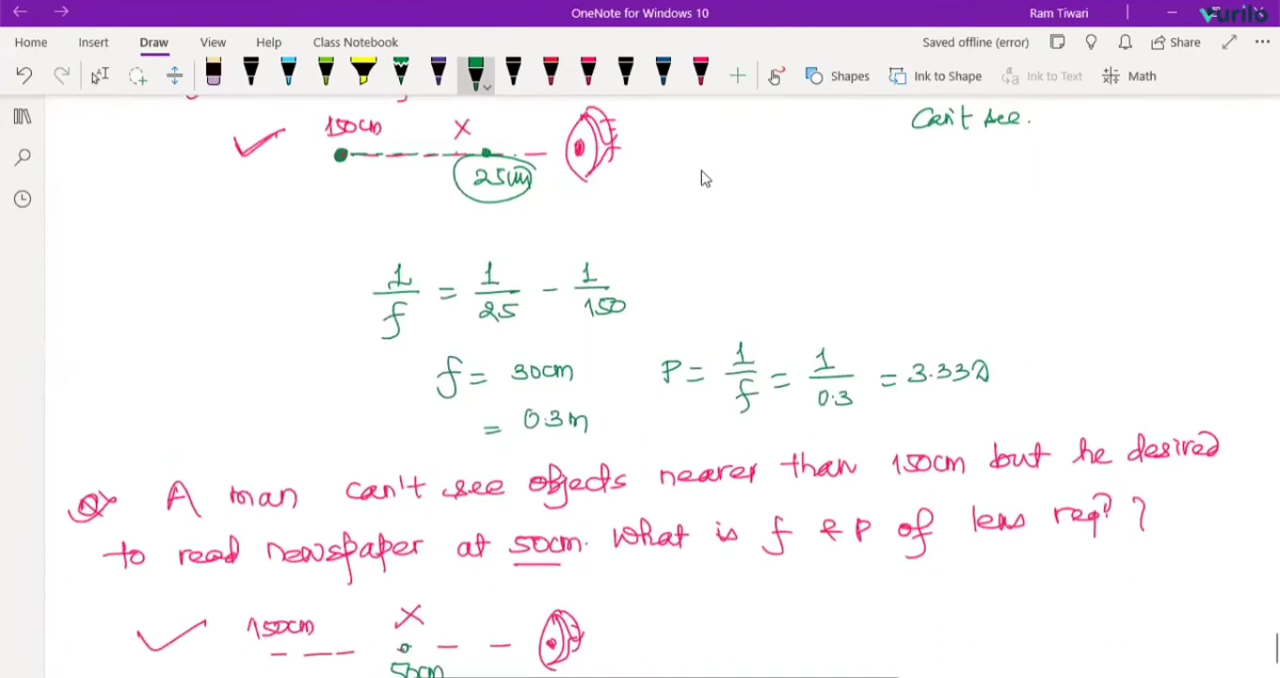 OneNote for Windows 10
Ram Tiwari
Yurilo
Home Insert Draw View Help Class Notebook
Saved offline (error) Share
Shapes Ink to Shape Ink to Text Math
150cm X
25cm
Can't see.
1/f = 1/25 - 1/150
f = 30cm P = 1/f = 1/0.3 = 3.33D
= 0.3m
Q> A man can't see objects nearer than 150cm but he desired
to read newspaper at 50cm. What is f & P of lens req? ?
150cm X
50cm